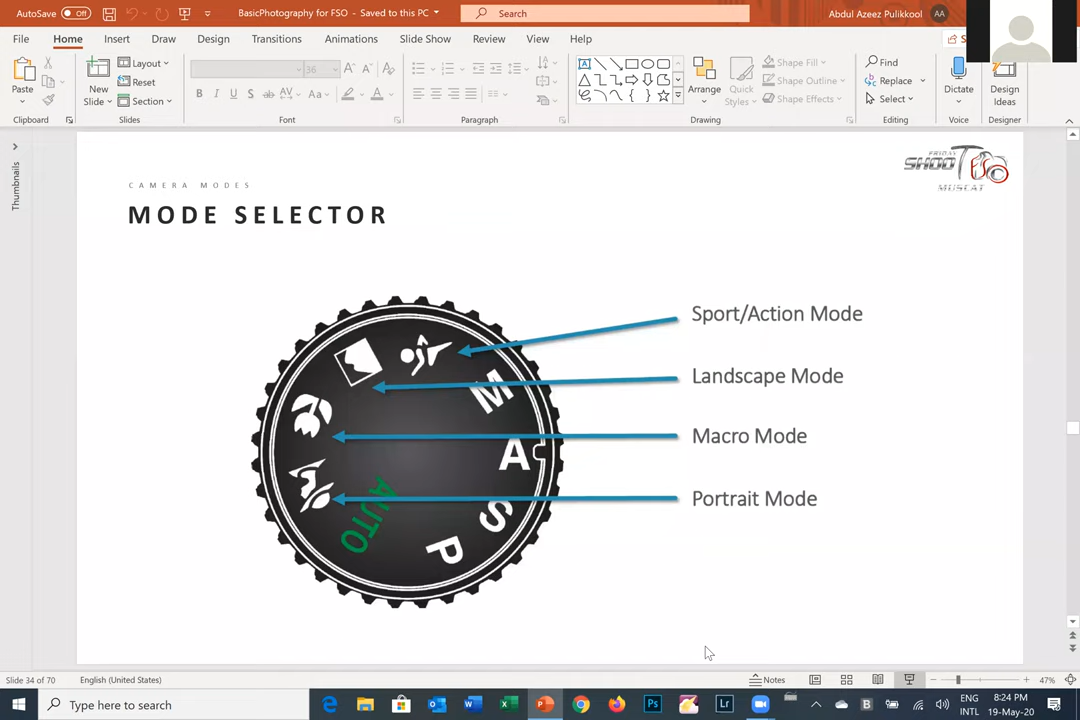 AutoSave Off BasicPhotography for FSO - Saved to this PC Search Abdul Azeez Pulikkool AA
File Home Insert Draw Design Transitions Animations Slide Show Review View Help
Paste New Slide Layout Reset Section 36 Arrange Quick Styles Shape Fill Shape Outline Shape Effects Find Replace Select Dictate Design Ideas
Clipboard Slides Font Paragraph Drawing Editing Voice Designer
Thumbnails
FRIDAY
SHOOT
MUSCAT
CAMERA MODES
MODE SELECTOR
Sport/Action Mode
Landscape Mode
Macro Mode
Portrait Mode
M
A
S
P
AUTO
Slide 34 of 70 English (United States) Notes 47%
Type here to search Ps Lr ENG INTL 8:24 PM 19-May-20